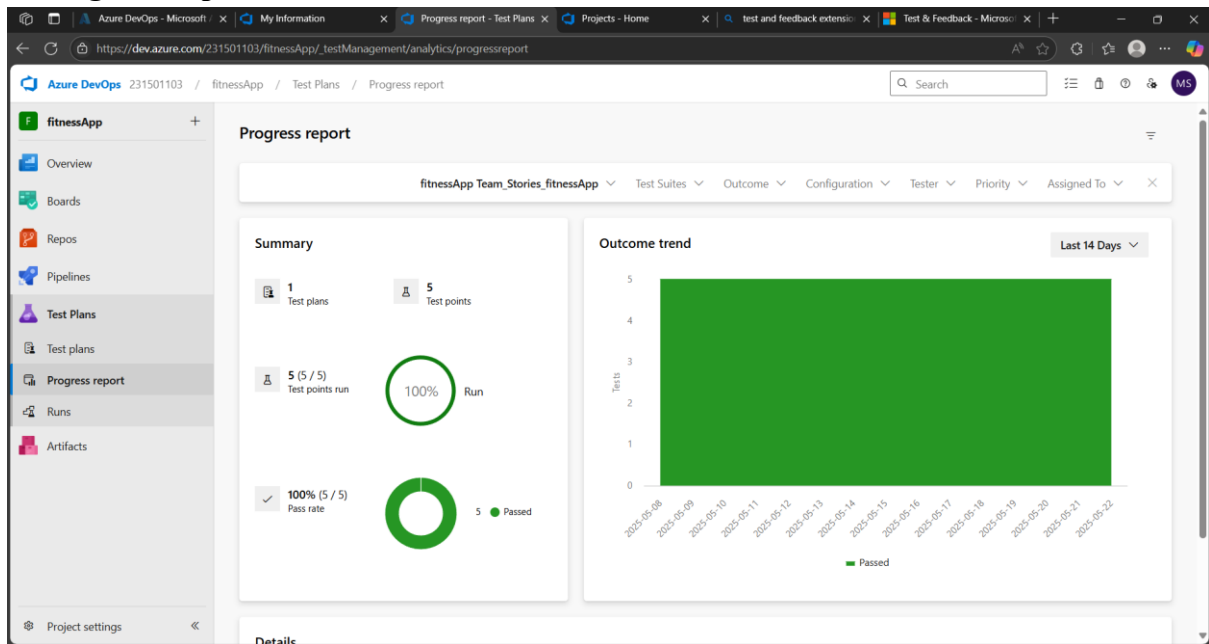 Azure DevOps - Microsoft /
My Information
Progress report - Test Plans
Projects - Home
test and feedback extensio
Test & Feedback - Microsof
https://dev.azure.com/231501103/fitnessApp/_testManagement/analytics/progressreport
Azure DevOps 231501103 / fitnessApp / Test Plans / Progress report
Search
MS
F fitnessApp
Overview
Boards
Repos
Pipelines
Test Plans
Test plans
Progress report
Runs
Artifacts
Project settings
Progress report
fitnessApp Team_Stories_fitnessApp Test Suites Outcome Configuration Tester Priority Assigned To
Summary
1
Test plans
5
Test points
5 (5 / 5)
Test points run
100%
Run
100% (5 / 5)
Pass rate
5 Passed
Outcome trend
Last 14 Days
5
4
3
2
1
0
Tests
2025-05-08
2025-05-09
2025-05-10
2025-05-11
2025-05-12
2025-05-13
2025-05-14
2025-05-15
2025-05-16
2025-05-17
2025-05-18
2025-05-19
2025-05-20
2025-05-21
2025-05-22
Passed
Details